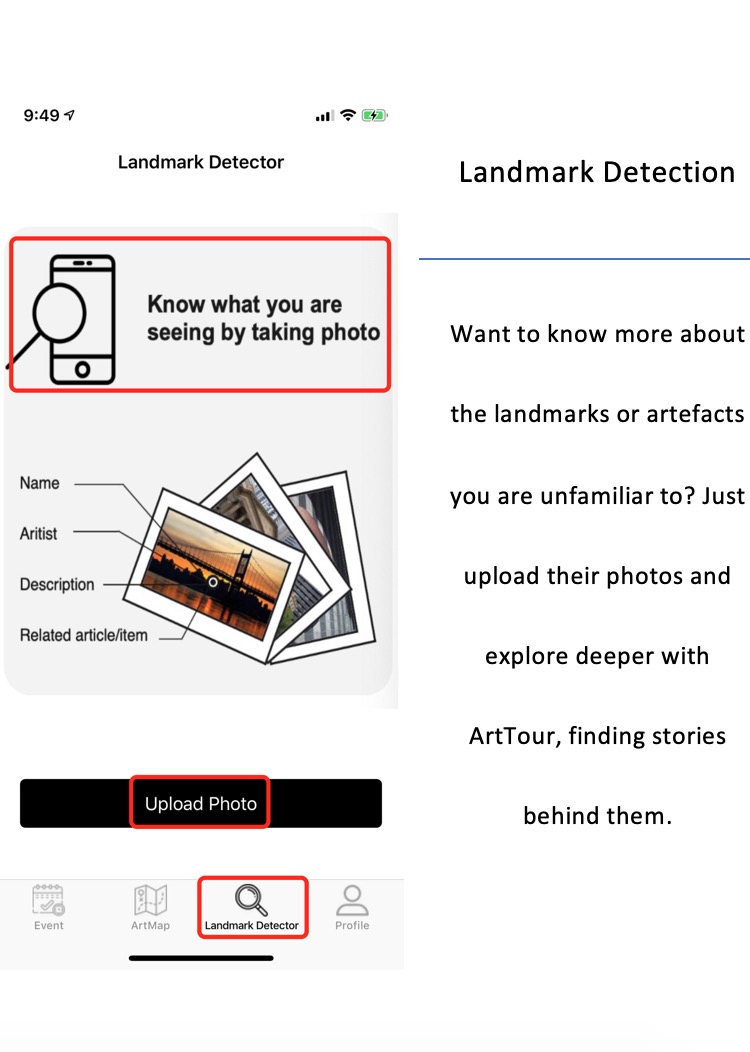 9:49
Landmark Detector
Know what you are
seeing by taking photo
Name
Aritist
Description
Related article/item
Upload Photo
Event
ArtMap
Landmark Detector
Profile
Landmark Detection
Want to know more about
the landmarks or artefacts
you are unfamiliar to? Just
upload their photos and
explore deeper with
ArtTour, finding stories
behind them.